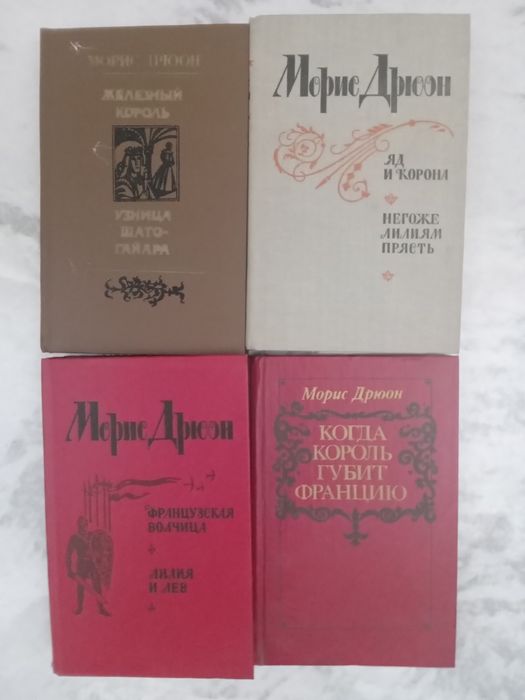 МОРИС ДРЮОН
ЖЕЛЕЗНЫЙ
КОРОЛЬ
УЗНИЦА
ШАТО-
ГАЙАРА
Морис Дрюон
ЯД
И КОРОНА
НЕГОЖЕ
ЛИЛИЯМ
ПРЯСТЬ
Морис Дрюон
ФРАНЦУЗСКАЯ
ВОЛЧИЦА
ЛИЛИЯ
И ЛЕВ
Морис Дрюон
КОГДА
КОРОЛЬ
ГУБИТ
ФРАНЦИЮ